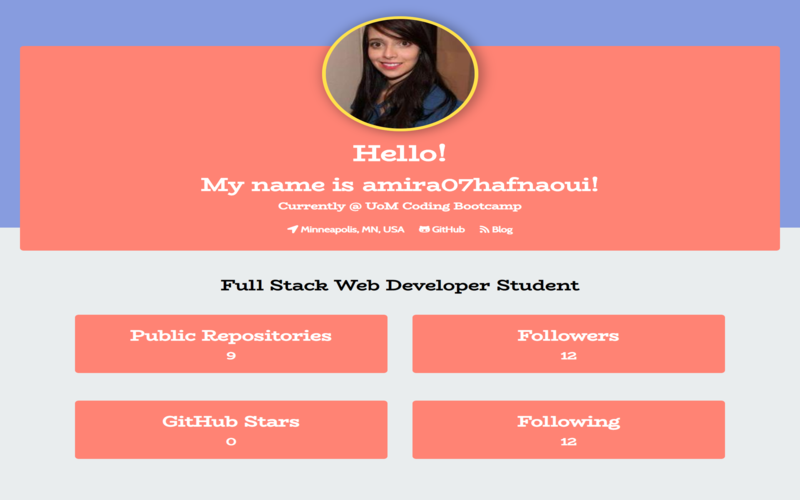 Hello!
My name is amira07hafnaoui!
Currently @ UoM Coding Bootcamp
Minneapolis, MN, USA GitHub Blog
Full Stack Web Developer Student
Public Repositories
9
Followers
12
GitHub Stars
0
Following
12